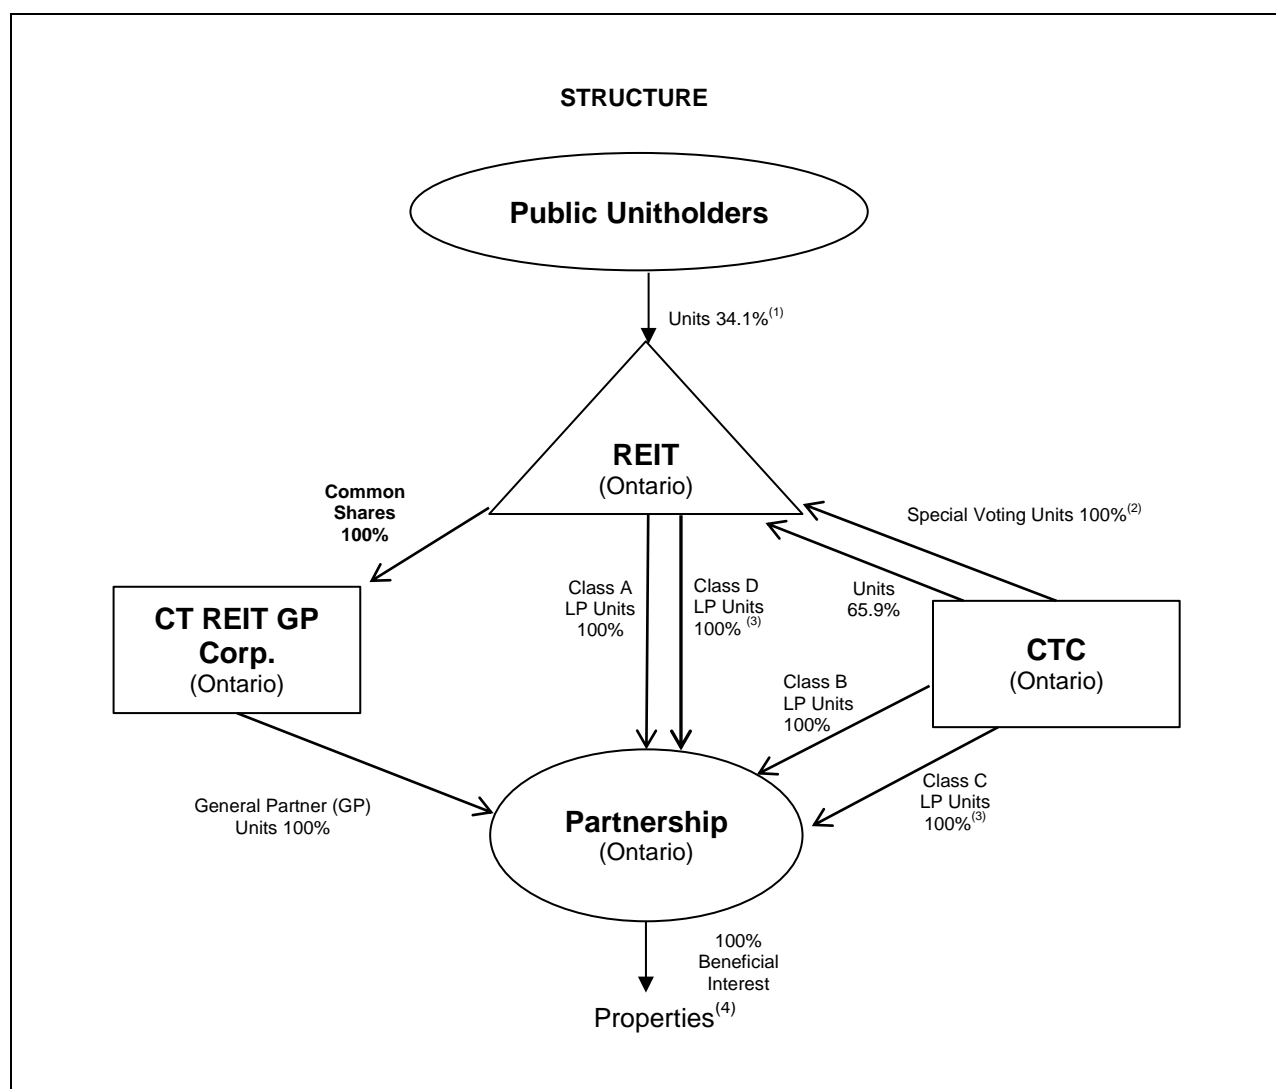 STRUCTURE
Public Unitholders
Units 34.1%(1)
REIT
(Ontario)
Common
Shares
100%
Special Voting Units 100%(2)
Class A
LP Units
100%
Class D
LP Units
100% (3)
Units
65.9%
CT REIT GP
Corp.
(Ontario)
CTC
(Ontario)
Class B
LP Units
100%
Class C
LP Units
100%(3)
General Partner (GP)
Units 100%
Partnership
(Ontario)
100%
Beneficial
Interest
Properties(4)